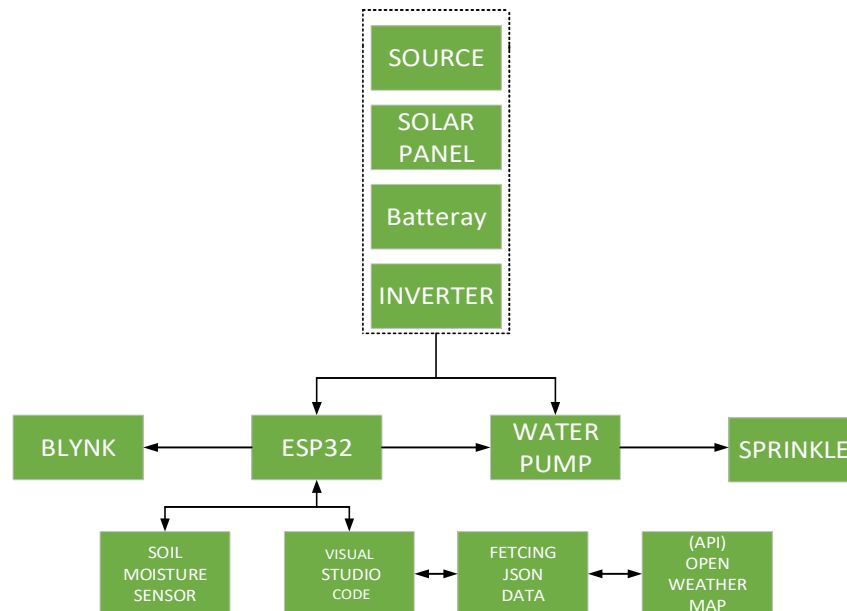 SOURCE
SOLAR
PANEL
Batteray
INVERTER
BLYNK
ESP32
WATER
PUMP
SPRINKLE
SOIL
MOISTURE
SENSOR
VISUAL
STUDIO
CODE
FETCING
JSON
DATA
(API)
OPEN
WEATHER
MAP